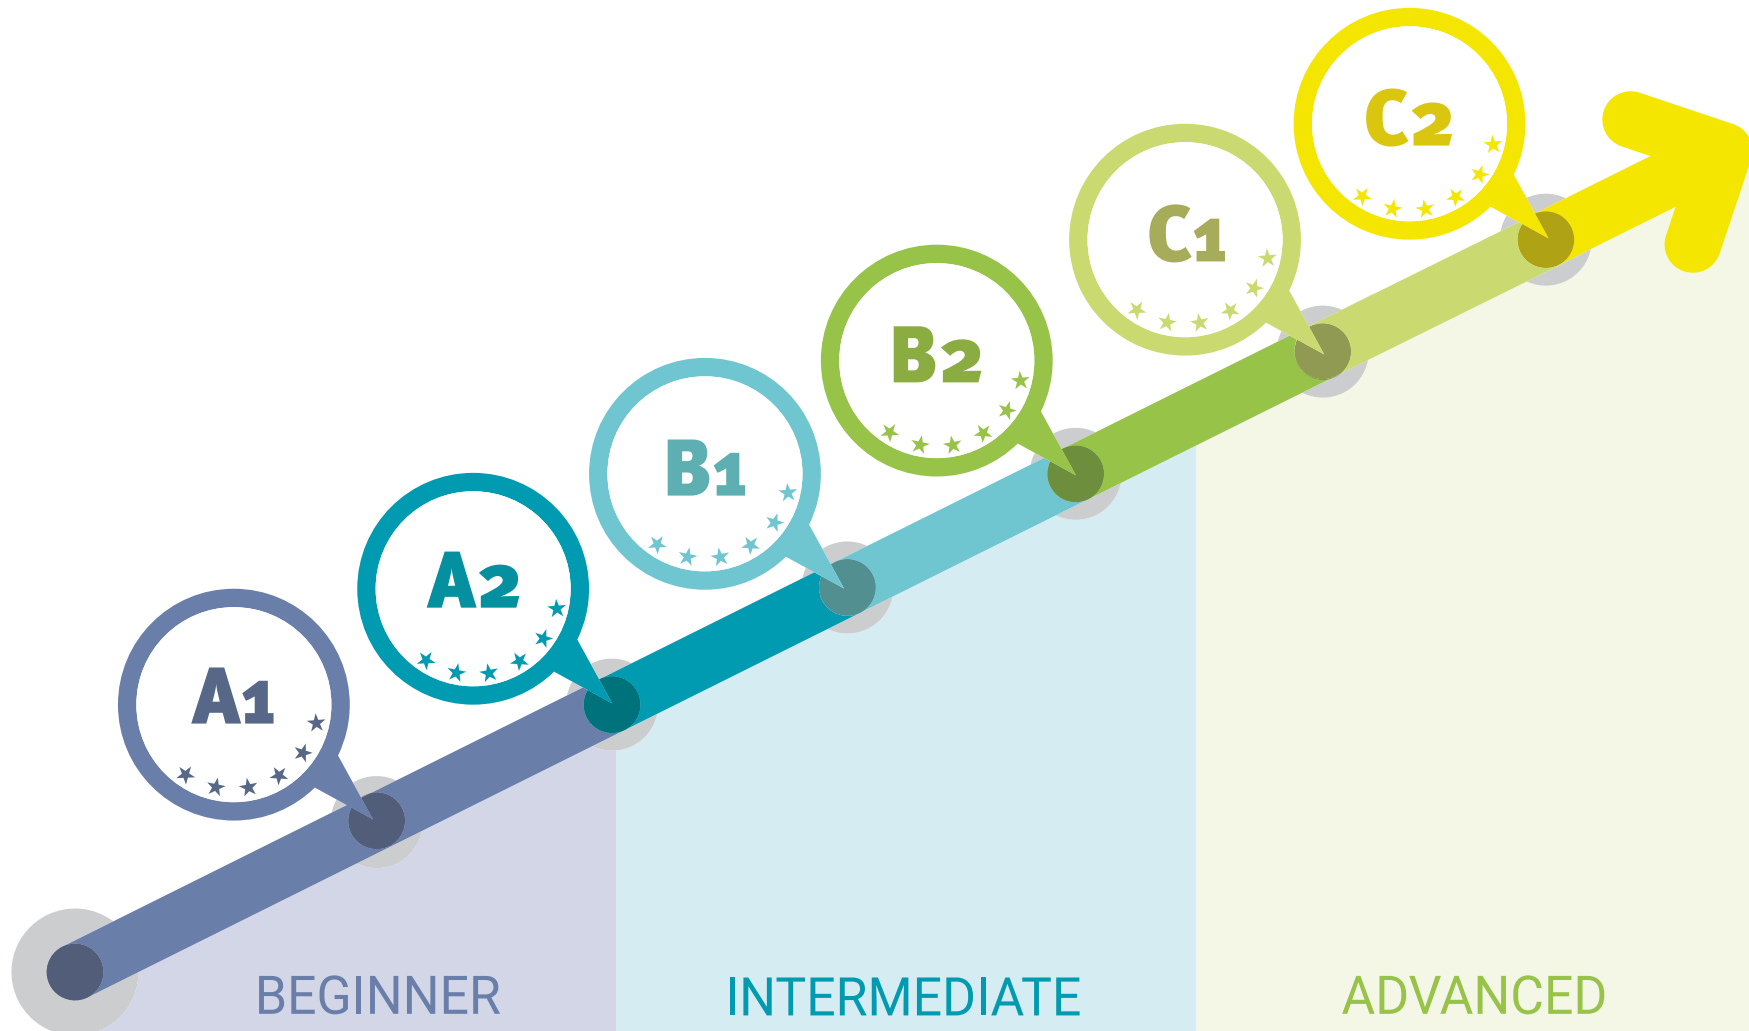 A1
A2
B1
B2
C1
C2
BEGINNER
INTERMEDIATE
ADVANCED